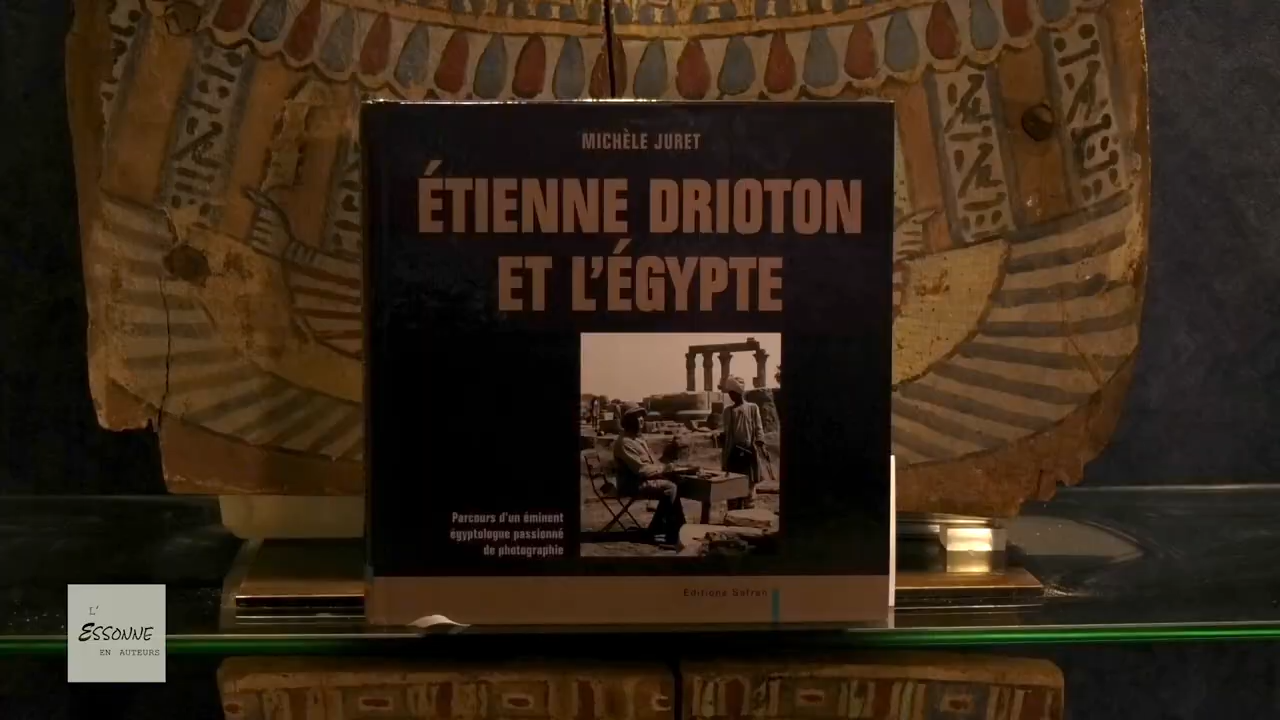 MICHÈLE JURET
ÉTIENNE DRIOTON
ET L'ÉGYPTE
Parcours d'un éminent
égyptologue passionné
de photographie
Editions Safran
L'
ESSONNE
EN AUTEURS